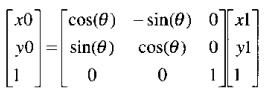 [x0] = [cos(θ) −sin(θ) 0] [x1]
[y0] = [sin(θ) cos(θ) 0] [y1]
[1] = [0 0 1] [1]